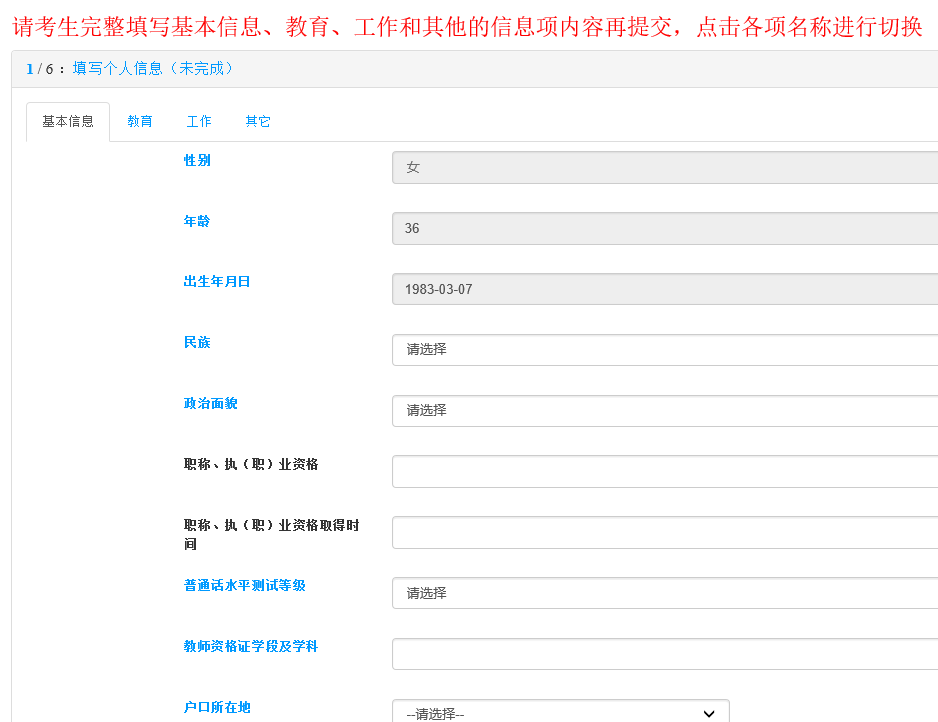 请考生完整填写基本信息、教育、工作和其他的信息项内容再提交，点击各项名称进行切换
1 / 6 ： 填写个人信息（未完成）
基本信息 教育 工作 其它
性别 女
年龄 36
出生年月日 1983-03-07
民族 请选择
政治面貌 请选择
职称、执（职）业资格
职称、执（职）业资格取得时
间
普通话水平测试等级 请选择
教师资格证学段及学科
户口所在地 --请选择--